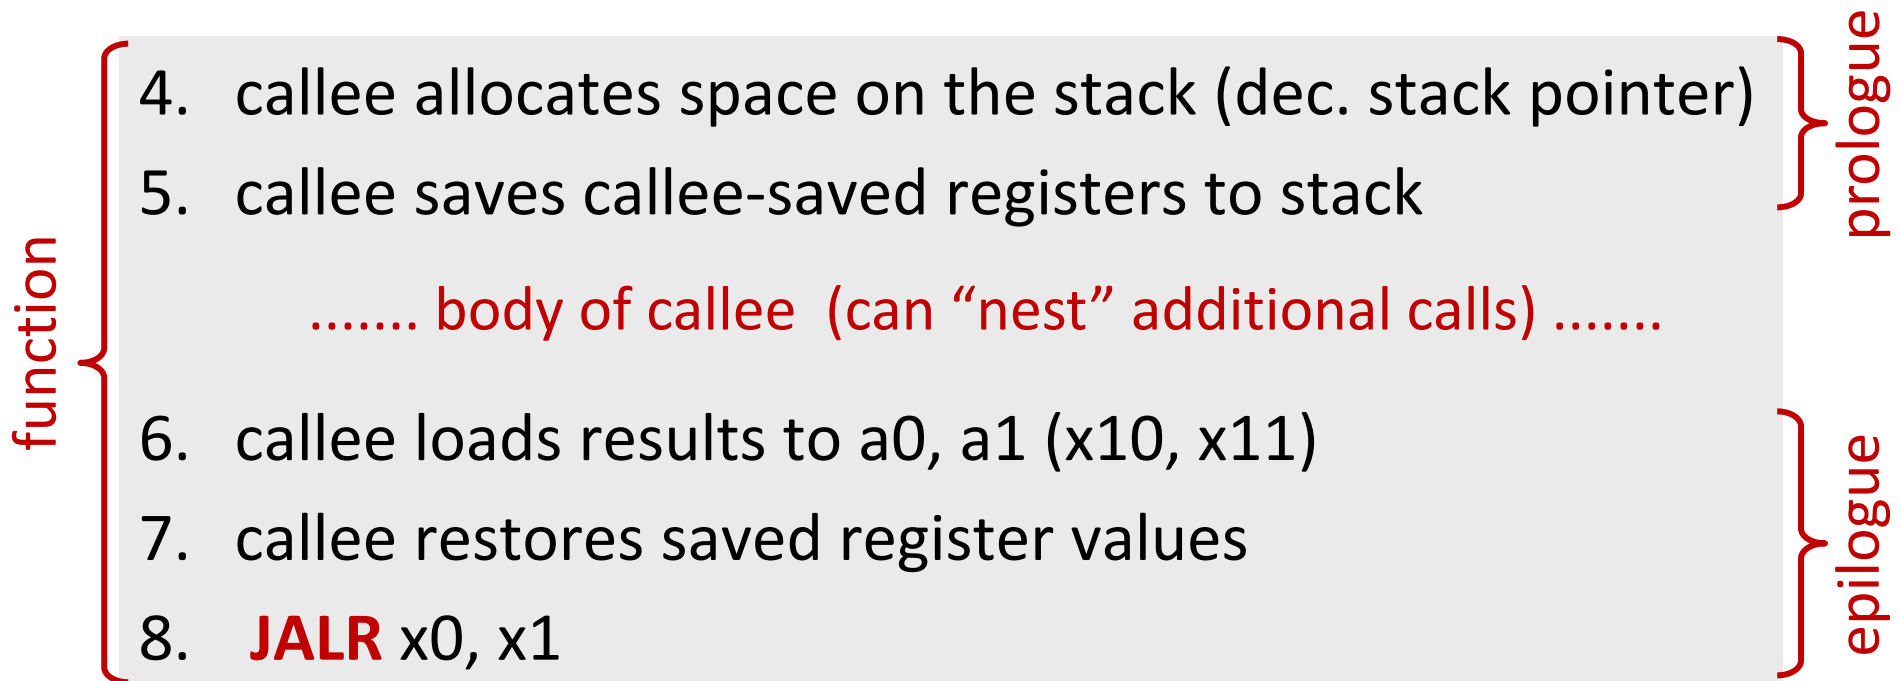 function
prologue
4. callee allocates space on the stack (dec. stack pointer)
5. callee saves callee-saved registers to stack
....... body of callee (can “nest” additional calls) .......
epilogue
6. callee loads results to a0, a1 (x10, x11)
7. callee restores saved register values
8. JALR x0, x1